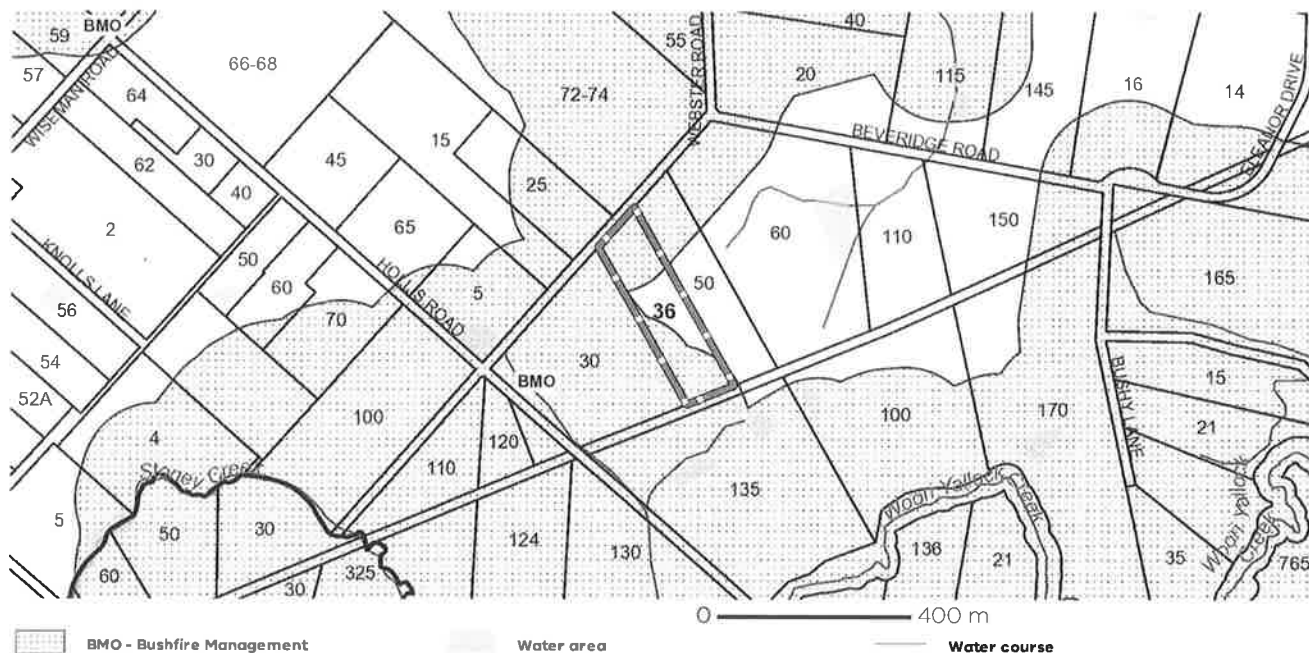 BMO
59
57
WISEMAN ROAD
64
66-68
62
30
40
2
KNOLLS LANE
56
54
52A
50
60
70
45
65
15
25
72-74
55
WEBSTER ROAD
40
20
115
145
16
14
BEVERIDGE ROAD
ELEANOR DRIVE
HOLLIS ROAD
5
30
36
50
60
110
150
165
BMO
4
100
110
120
135
100
170
BUSHY LANE
15
21
Stoney Creek
5
50
30
60
30
325
124
130
Woori Yallock
Creek
136
21
35
Woori Yallock
Creek
765
0 400 m
BMO - Bushfire Management
Water area
Water course